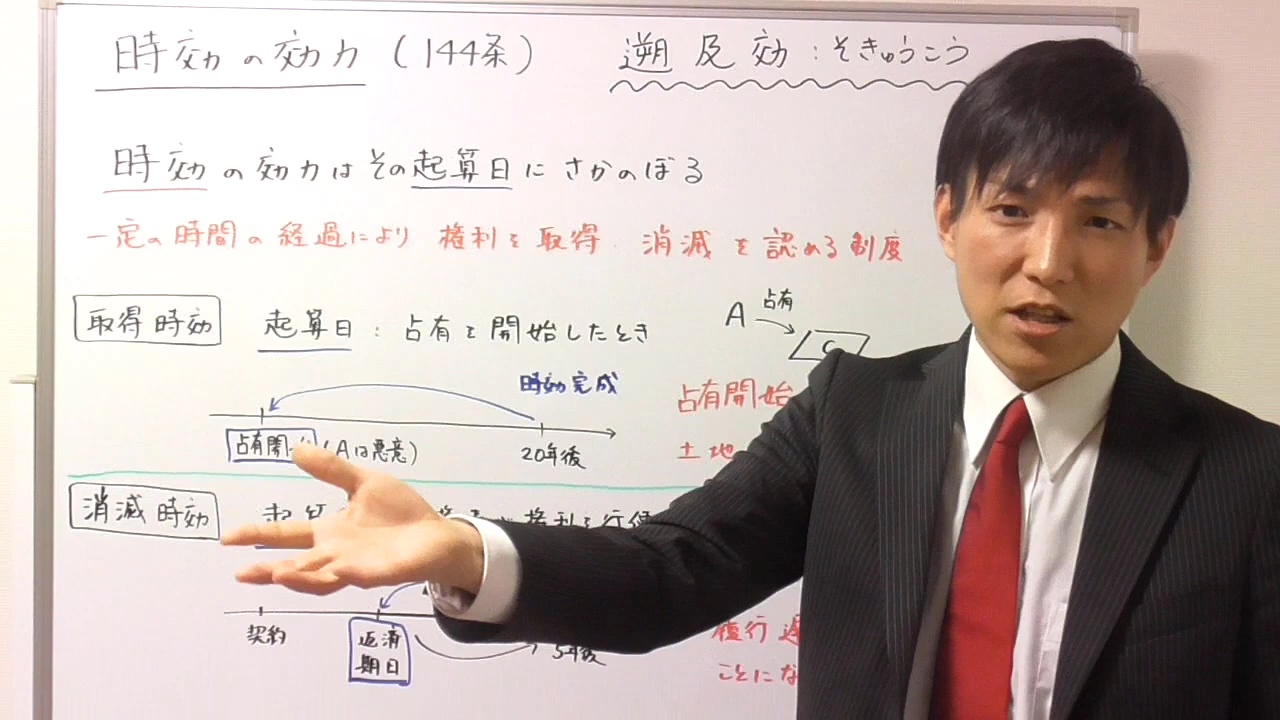 時効の効力（144条）
遡及効：そきゅうこう
時効の効力はその起算日にさかのぼる
一定の時間の経過により権利を取得・消滅を認める制度
取得時効
起算日：占有を開始したとき
A
占有
時効完成
占有開始
占有開
（Aは悪意）
20年後
土地
消滅時効
権利を行使
契約
返済
期日
5年後
履行遅
ことにな